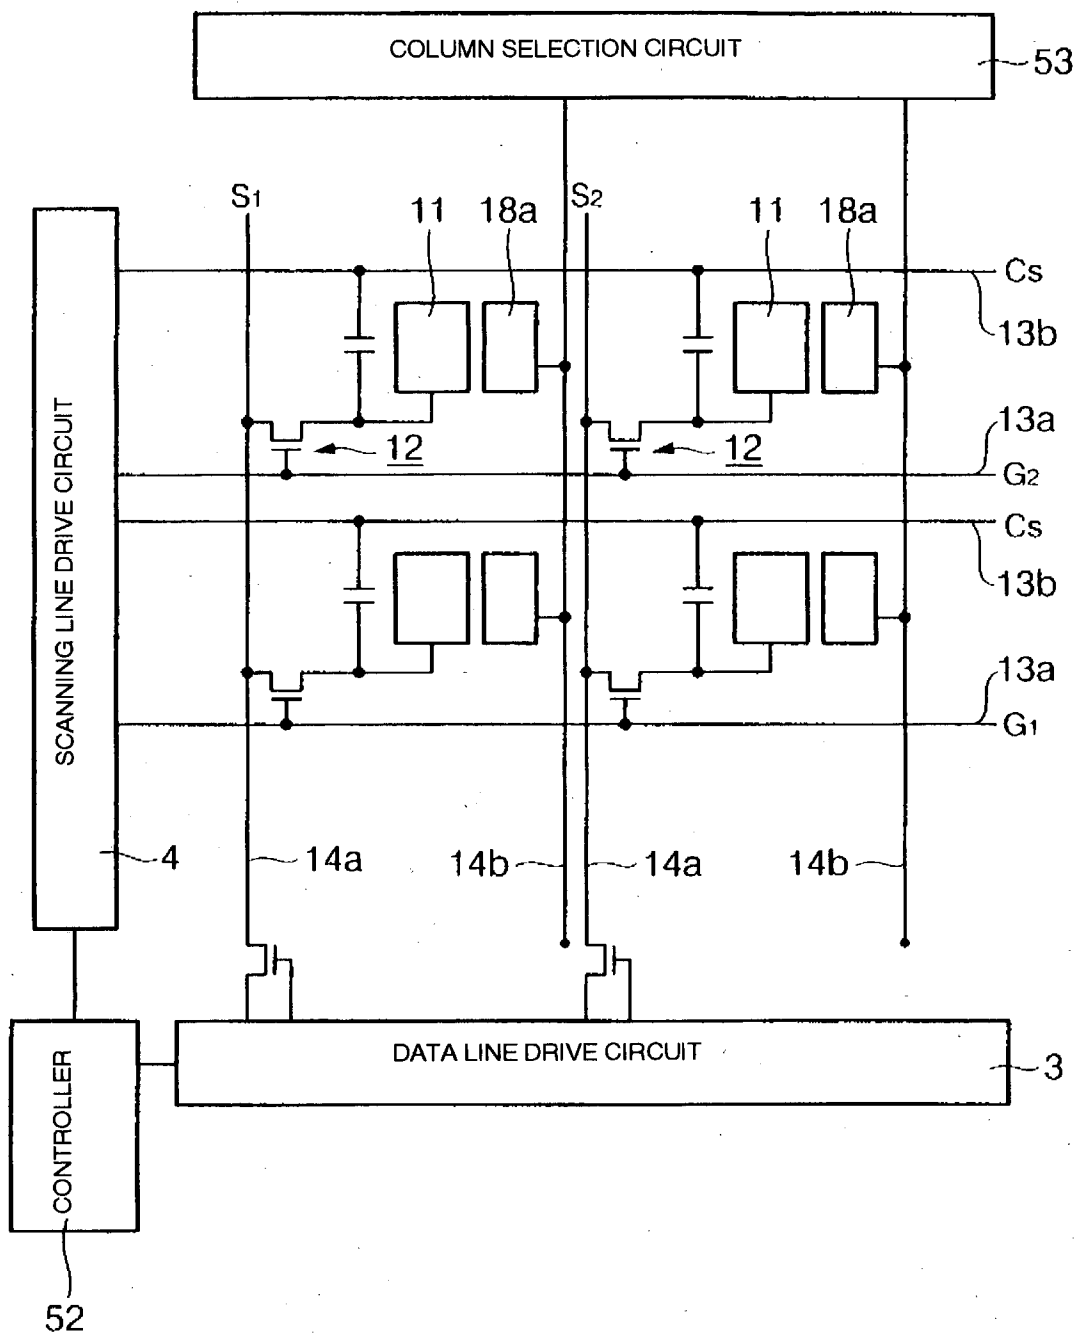 COLUMN SELECTION CIRCUIT
53
S1
11
18a
S2
11
18a
Cs
13b
12
12
13a
G2
Cs
13b
13a
G1
SCANNING LINE DRIVE CIRCUIT
4
14a
14b
14a
14b
DATA LINE DRIVE CIRCUIT
3
CONTROLLER
52